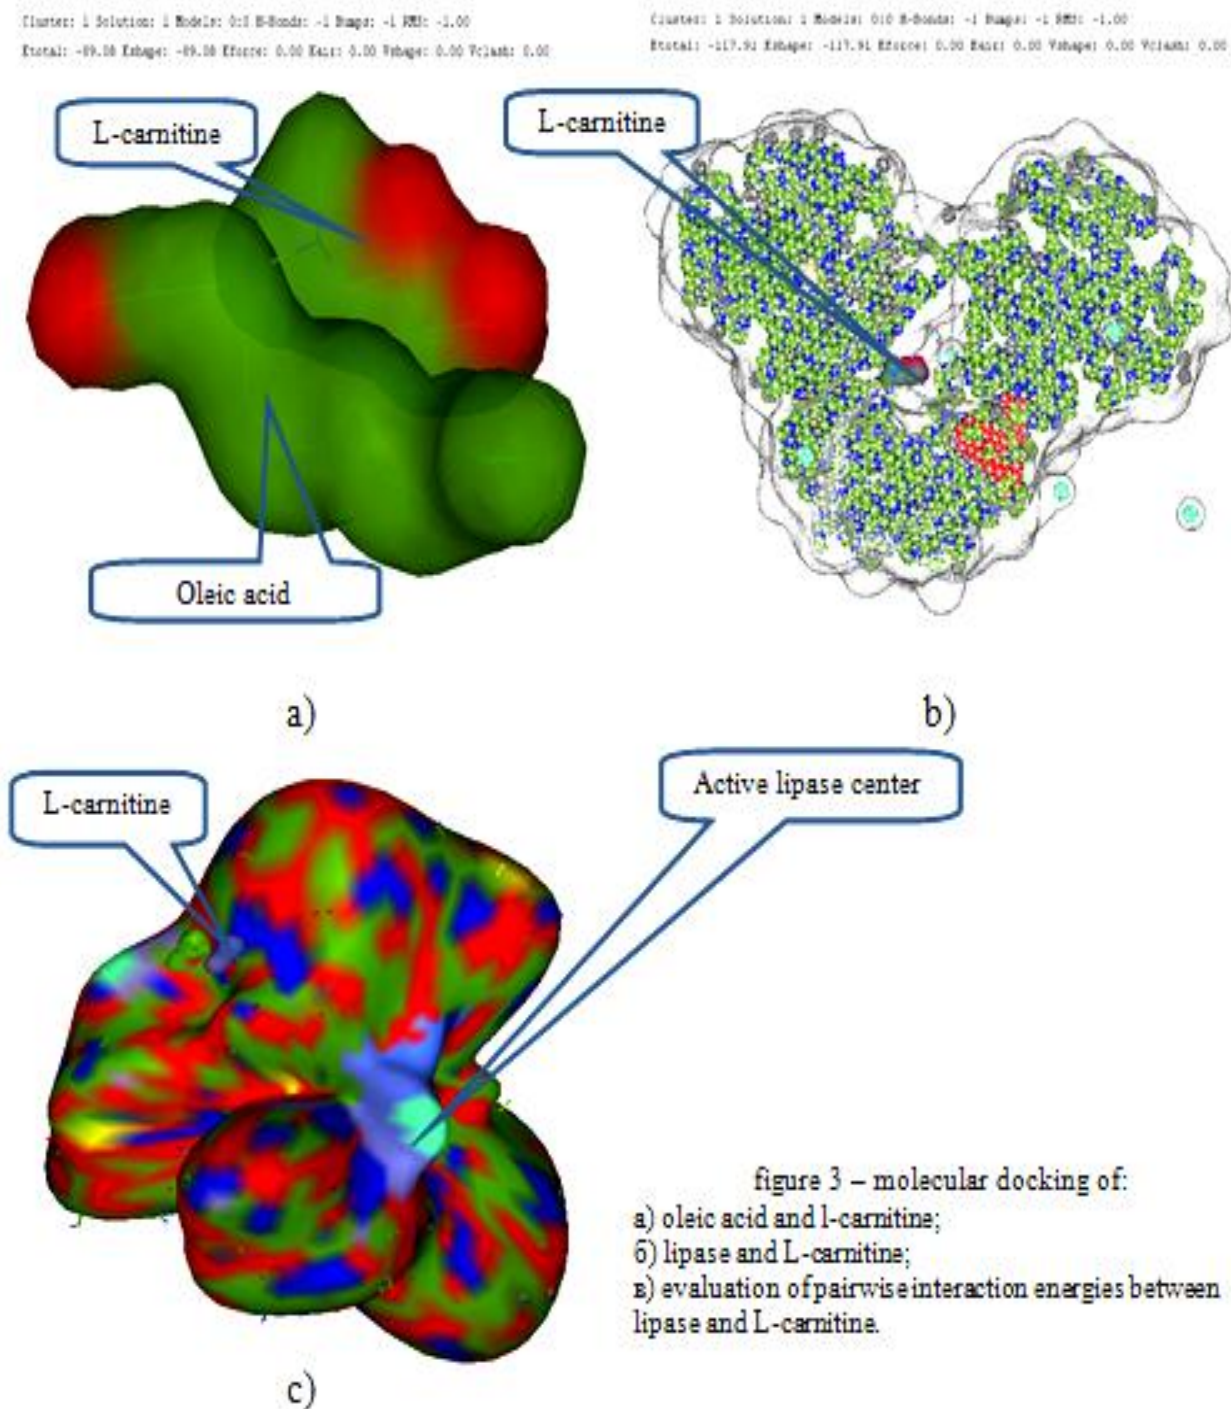 Cluster: 1 Solution: 1 Models: 0:0 H-Bonds: -1 Bumps: -1 RMS: -1.00
Etotal: -89.08 Eshape: -89.08 Eforce: 0.00 Eair: 0.00 Vshape: 0.00 Vclash: 0.00
Cluster: 1 Solution: 1 Models: 0:0 H-Bonds: -1 Bumps: -1 RMS: -1.00
Etotal: -117.91 Eshape: -117.91 Eforce: 0.00 Eair: 0.00 Vshape: 0.00 Vclash: 0.00
L-carnitine
L-carnitine
Oleic acid
a)
b)
L-carnitine
Active lipase center
c)
figure 3 – molecular docking of:
а) oleic acid and l-carnitine;
б) lipase and L-carnitine;
в) evaluation of pairwise interaction energies between
lipase and L-carnitine.